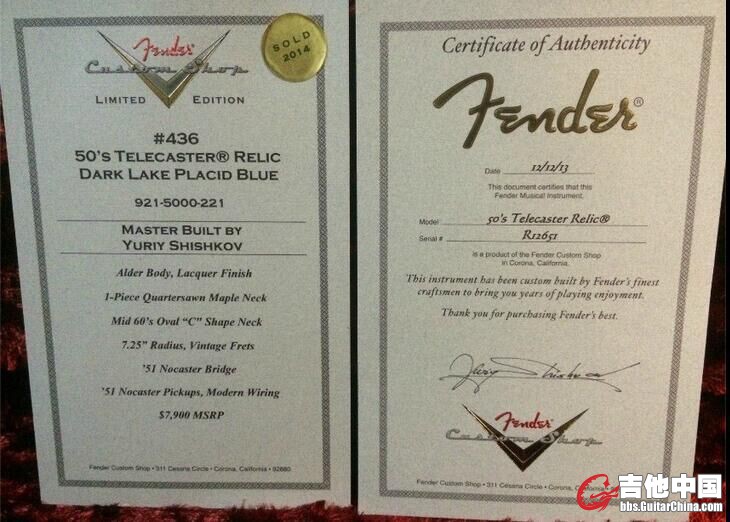 Fender
Custom Shop
LIMITED EDITION
SOLD
2014
#436
50'S TELECASTER® RELIC
DARK LAKE PLACID BLUE
921-5000-221
MASTER BUILT BY
YURIY SHISHKOV
Alder Body, Lacquer Finish
1-Piece Quartersawn Maple Neck
Mid 60's Oval "C" Shape Neck
7.25" Radius, Vintage Frets
'51 Nocaster Bridge
'51 Nocaster Pickups, Modern Wiring
$7,900 MSRP
Fender Custom Shop • 311 Cessna Circle • Corona, California • 92880
Certificate of Authenticity
Fender®
Date 12/12/13
This document certifies that this
Fender Musical Instrument.
Model 50's Telecaster Relic®
Serial # R12651
is a product of the Fender Custom Shop
in Corona, California.
This instrument has been custom built by Fender's finest
craftsmen to bring you years of playing enjoyment.
Thank you for purchasing Fender's best.
Yuriy Shishkov
Fender
Custom Shop
Fender Custom Shop • 311 Cessna Circle • Corona,
吉他中国
bbs.GuitarChina.com